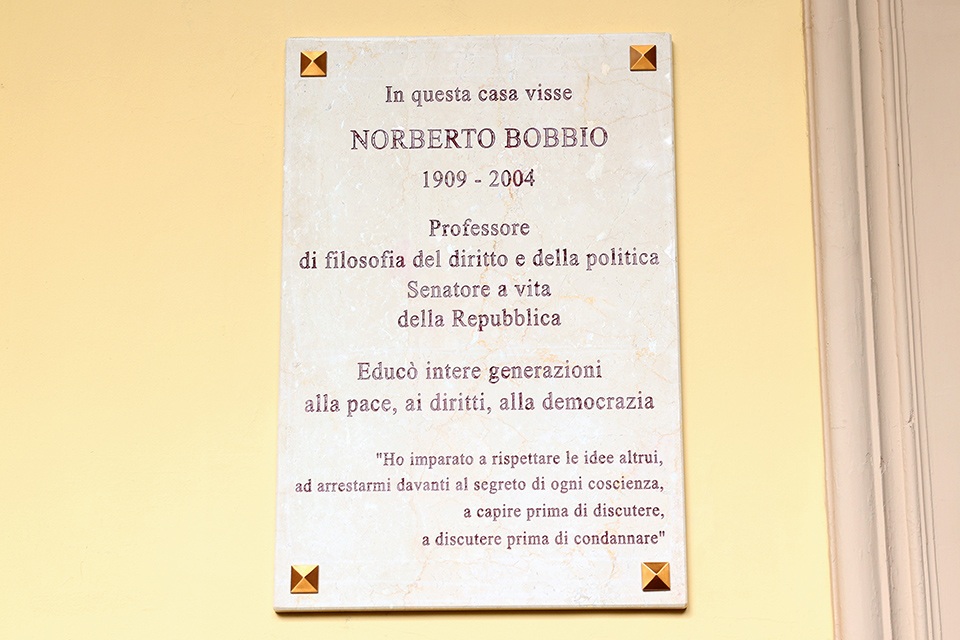 In questa casa visse
NORBERTO BOBBIO
1909 - 2004
Professore
di filosofia del diritto e della politica
Senatore a vita
della Repubblica
Educò intere generazioni
alla pace, ai diritti, alla democrazia
"Ho imparato a rispettare le idee altrui,
ad arrestarmi davanti al segreto di ogni coscienza,
a capire prima di discutere,
a discutere prima di condannare"